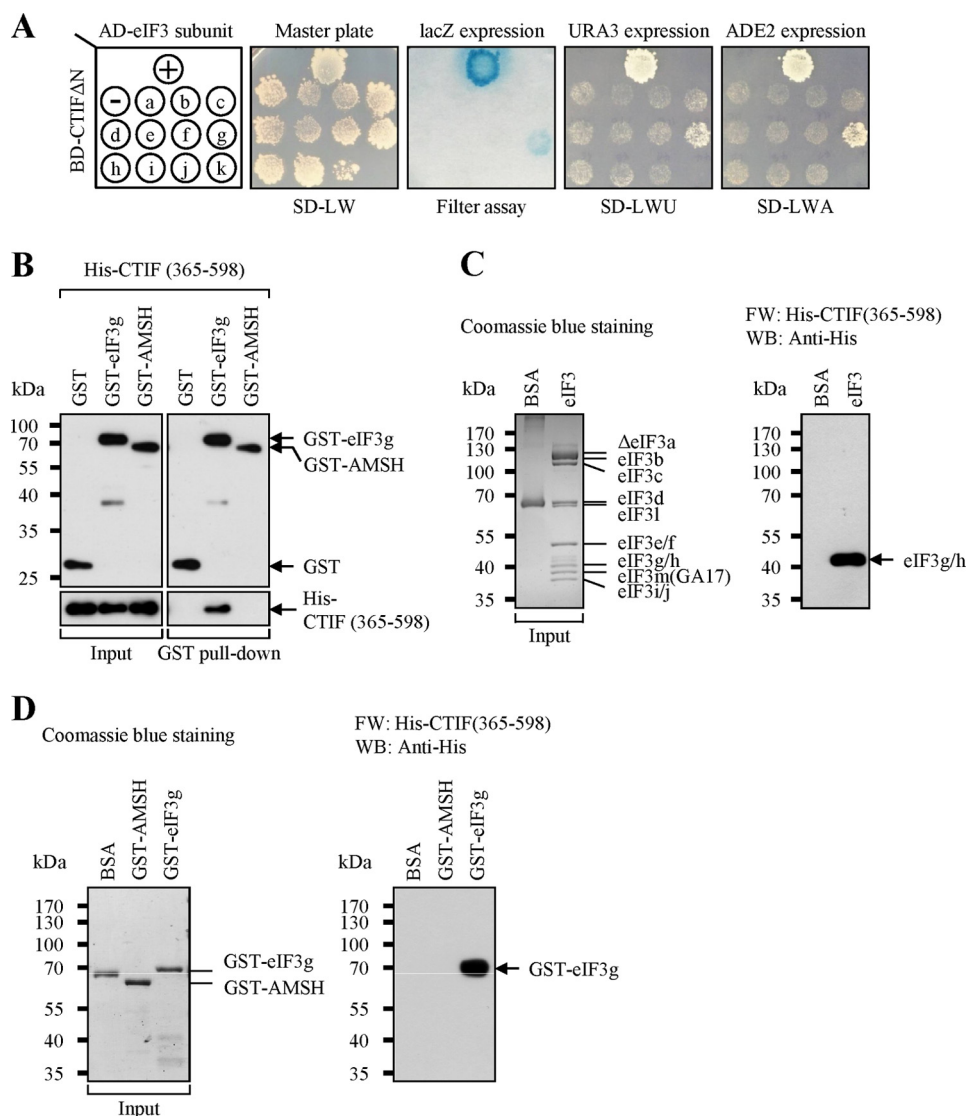 A
AD-eIF3 subunit
Master plate
lacZ expression
URA3 expression
ADE2 expression
BD-CTIFΔN
+
- a b c
d e f g
h i j k
SD-LW
Filter assay
SD-LWU
SD-LWA
B
His-CTIF (365-598)
kDa
GST
GST-eIF3g
GST-AMSH
GST
GST-eIF3g
GST-AMSH
100
70
55
40
35
25
GST-eIF3g
GST-AMSH
GST
His-
CTIF (365-598)
Input
GST pull-down
C
Coomassie blue staining
kDa
BSA
eIF3
170
130
100
70
55
40
35
ΔeIF3a
eIF3b
eIF3c
eIF3d
eIF3l
eIF3e/f
eIF3g/h
eIF3m(GA17)
eIF3i/j
Input
FW: His-CTIF(365-598)
WB: Anti-His
kDa
BSA
eIF3
170
130
100
70
55
40
35
eIF3g/h
D
Coomassie blue staining
kDa
BSA
GST-AMSH
GST-eIF3g
170
130
100
70
55
40
35
GST-eIF3g
GST-AMSH
Input
FW: His-CTIF(365-598)
WB: Anti-His
kDa
BSA
GST-AMSH
GST-eIF3g
170
130
100
70
55
40
35
GST-eIF3g